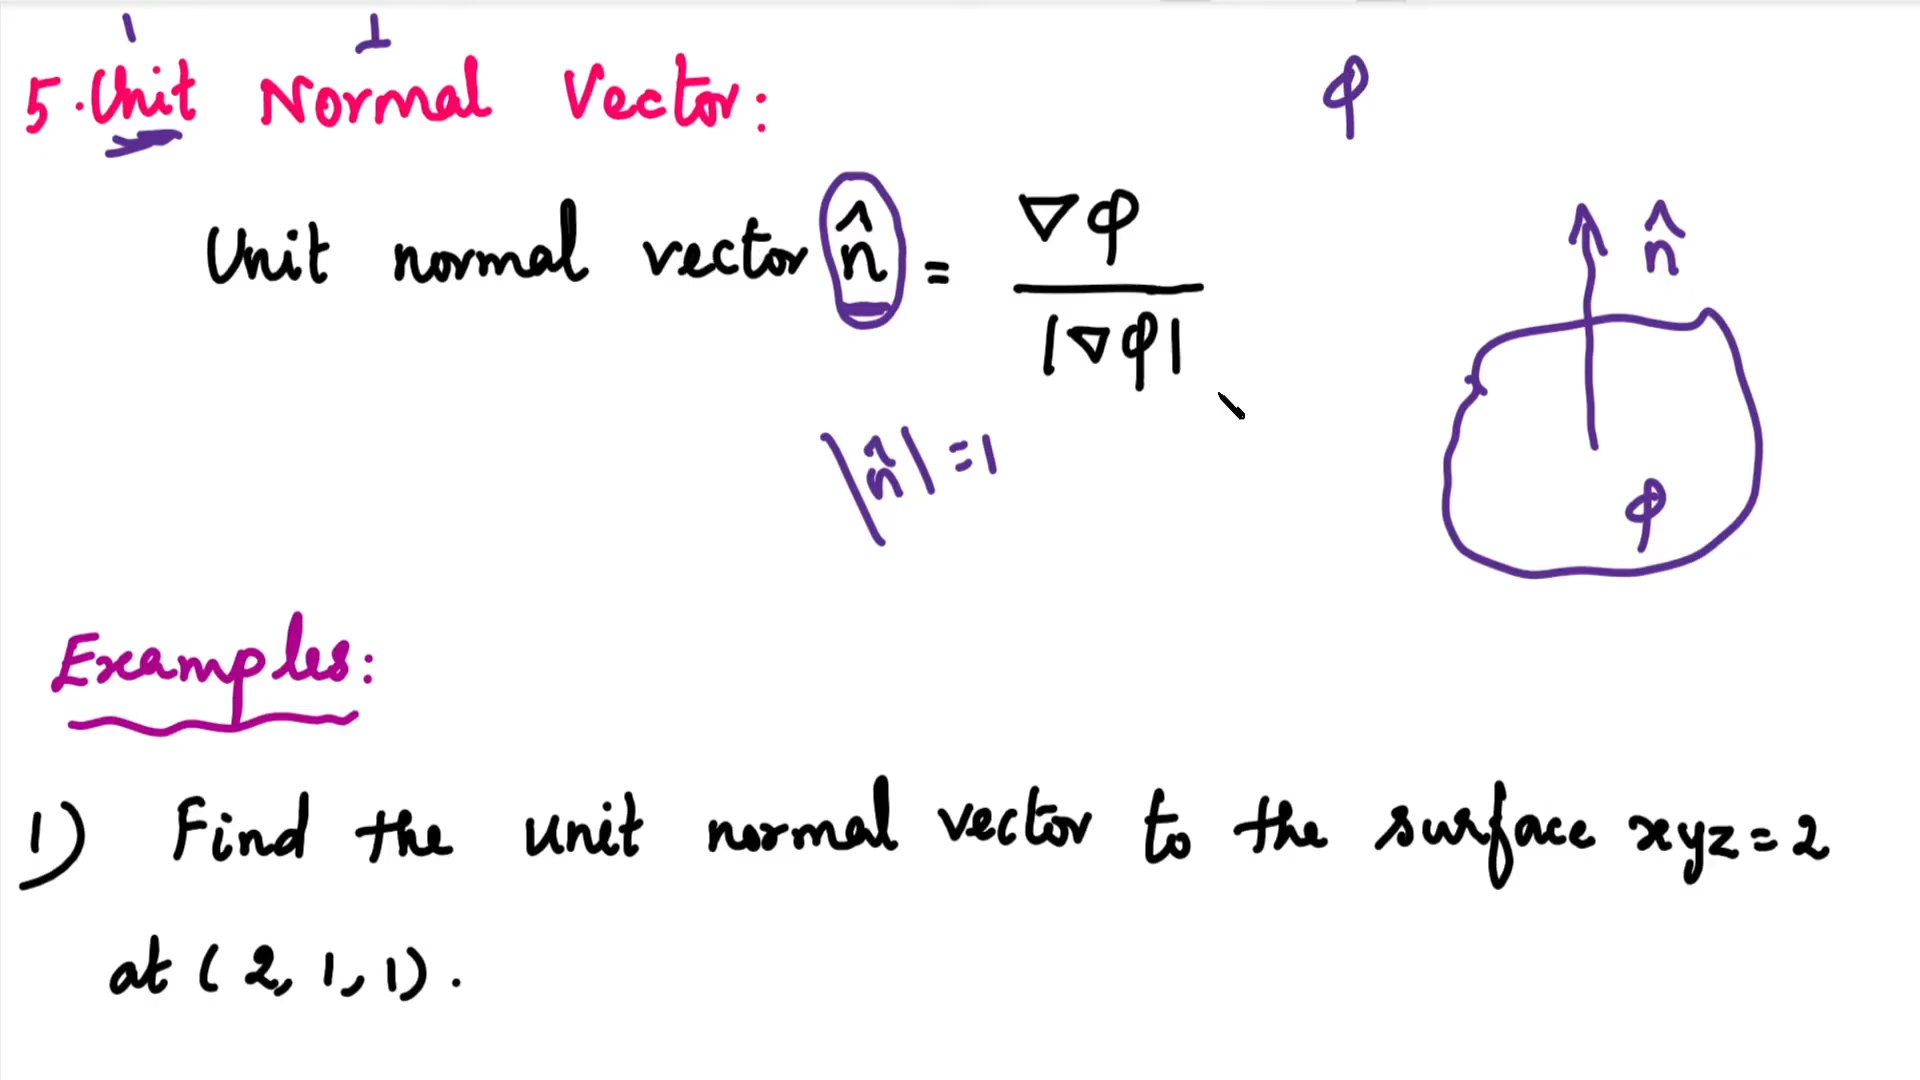 1 ⊥
5. Unit Normal Vector: φ
Unit normal vector n̂ = ∇φ / |∇φ|
n̂
|n̂| = 1
φ
Examples:
1) Find the unit normal vector to the surface xyz = 2
at (2, 1, 1).